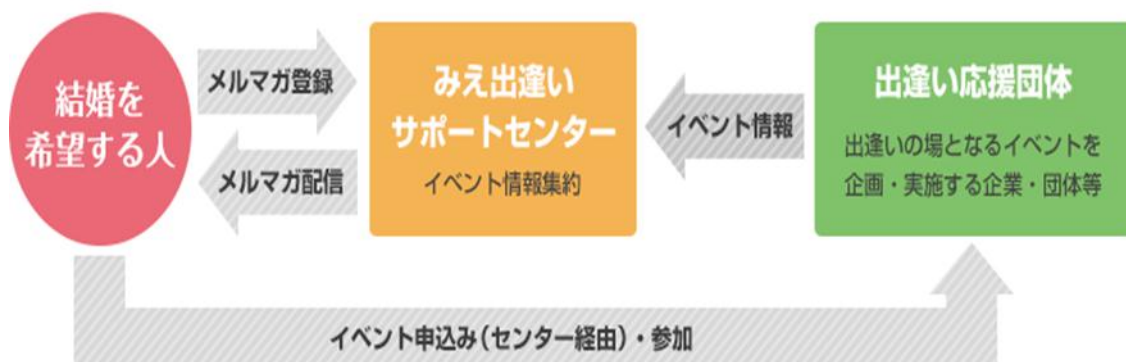 結婚を
希望する人
メルマガ登録
メルマガ配信
みえ出逢い
サポートセンター
イベント情報集約
イベント情報
出逢い応援団体
出逢いの場となるイベントを
企画・実施する企業・団体等
イベント申込み(センター経由)・参加